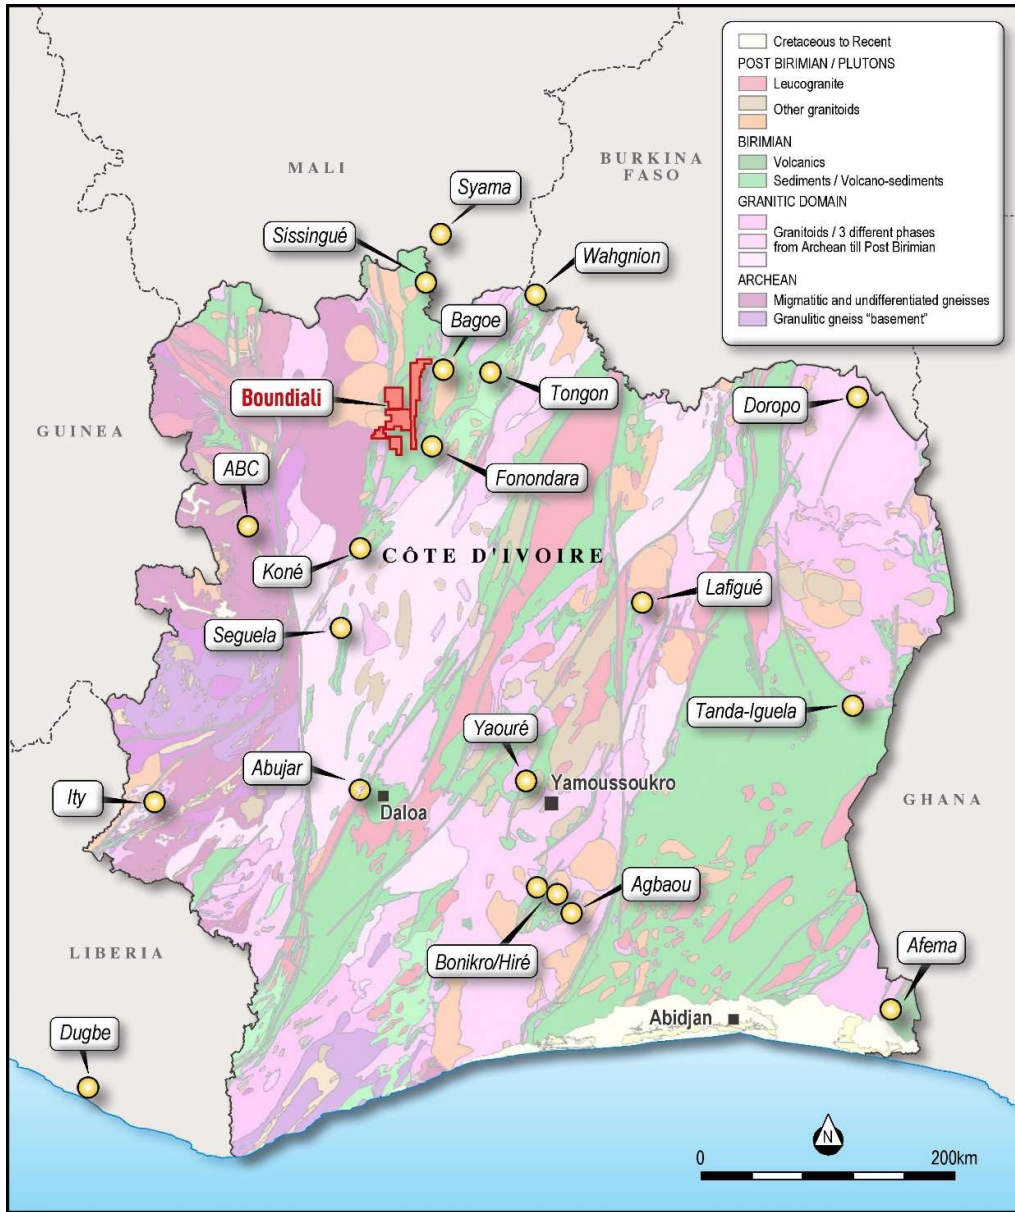 Cretaceous to Recent
POST BIRIMIAN / PLUTONS
Leucogranite
Other granitoids
BIRIMIAN
Volcanics
Sediments / Volcano-sediments
GRANITIC DOMAIN
Granitoids / 3 different phases
from Archean till Post Birimian
ARCHEAN
Migmatitic and undifferentiated gneisses
Granulitic gneiss “basement”
MALI
BURKINA
FASO
Syama
Sissingué
Wahgnion
Bagoe
Boundiali
Tongon
Doropo
GUINEA
ABC
Fonondara
Koné
CÔTE D'IVOIRE
Lafigué
Seguela
Tanda-Iguela
Yaouré
Abujar
Yamoussoukro
Ity
Daloa
GHANA
Agbaou
LIBERIA
Bonikro/Hiré
Afema
Abidjan
Dugbe
N
0 200km